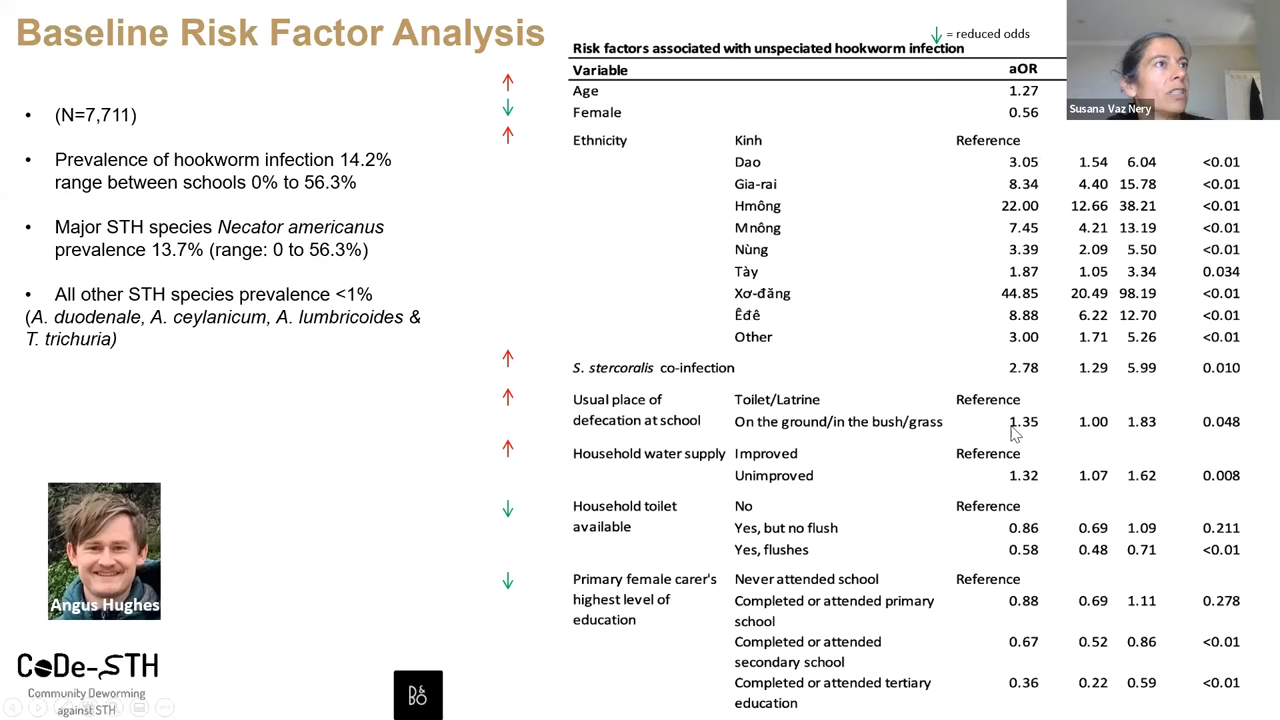 Baseline Risk Factor Analysis
• (N=7,711)
• Prevalence of hookworm infection 14.2%
range between schools 0% to 56.3%
• Major STH species Necator americanus
prevalence 13.7% (range: 0 to 56.3%)
• All other STH species prevalence <1%
(A. duodenale, A. ceylanicum, A. lumbricoides &
T. trichuria)
Angus Hughes
CoDe-STH
Community Deworming
against STH
B&O
↓ = reduced odds
Risk factors associated with unspeciated hookworm infection
Variable aOR
↑ Age 1.27
↓ Female 0.56
↑ Ethnicity Kinh Reference
Dao 3.05 1.54 6.04 <0.01
Gia-rai 8.34 4.40 15.78 <0.01
Hmông 22.00 12.66 38.21 <0.01
Mnông 7.45 4.21 13.19 <0.01
Nùng 3.39 2.09 5.50 <0.01
Tày 1.87 1.05 3.34 0.034
Xơ-đăng 44.85 20.49 98.19 <0.01
Êđê 8.88 6.22 12.70 <0.01
Other 3.00 1.71 5.26 <0.01
↑ S. stercoralis co-infection 2.78 1.29 5.99 0.010
↑ Usual place of Toilet/Latrine Reference
defecation at school On the ground/in the bush/grass 1.35 1.00 1.83 0.048
↑ Household water supply Improved Reference
Unimproved 1.32 1.07 1.62 0.008
↓ Household toilet No Reference
available Yes, but no flush 0.86 0.69 1.09 0.211
Yes, flushes 0.58 0.48 0.71 <0.01
↓ Primary female carer's Never attended school Reference
highest level of Completed or attended primary 0.88 0.69 1.11 0.278
education school
Completed or attended 0.67 0.52 0.86 <0.01
secondary school
Completed or attended tertiary 0.36 0.22 0.59 <0.01
education
Susana Vaz Nery